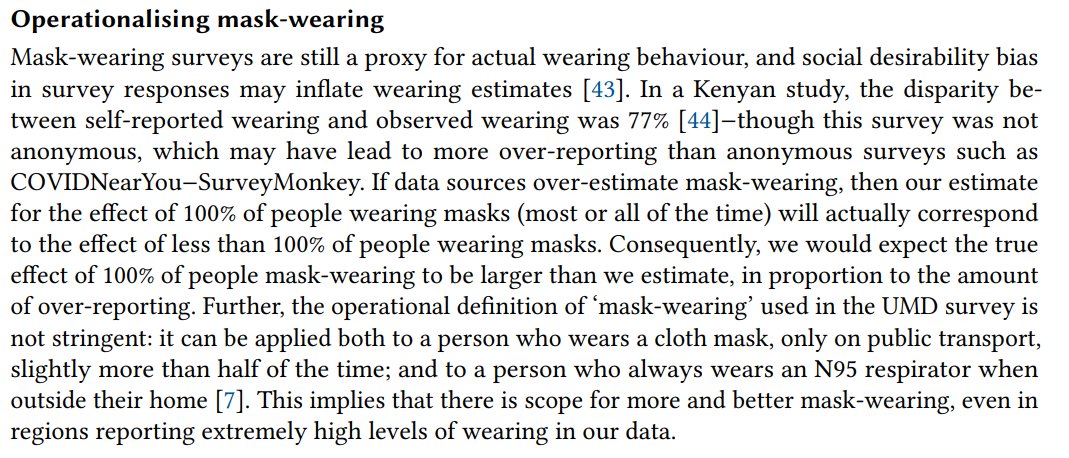 Operationalising mask-wearing
Mask-wearing surveys are still a proxy for actual wearing behaviour, and social desirability bias
in survey responses may inflate wearing estimates [43]. In a Kenyan study, the disparity be-
tween self-reported wearing and observed wearing was 77% [44]–though this survey was not
anonymous, which may have lead to more over-reporting than anonymous surveys such as
COVIDNearYou–SurveyMonkey. If data sources over-estimate mask-wearing, then our estimate
for the effect of 100% of people wearing masks (most or all of the time) will actually correspond
to the effect of less than 100% of people wearing masks. Consequently, we would expect the true
effect of 100% of people mask-wearing to be larger than we estimate, in proportion to the amount
of over-reporting. Further, the operational definition of ‘mask-wearing’ used in the UMD survey is
not stringent: it can be applied both to a person who wears a cloth mask, only on public transport,
slightly more than half of the time; and to a person who always wears an N95 respirator when
outside their home [7]. This implies that there is scope for more and better mask-wearing, even in
regions reporting extremely high levels of wearing in our data.